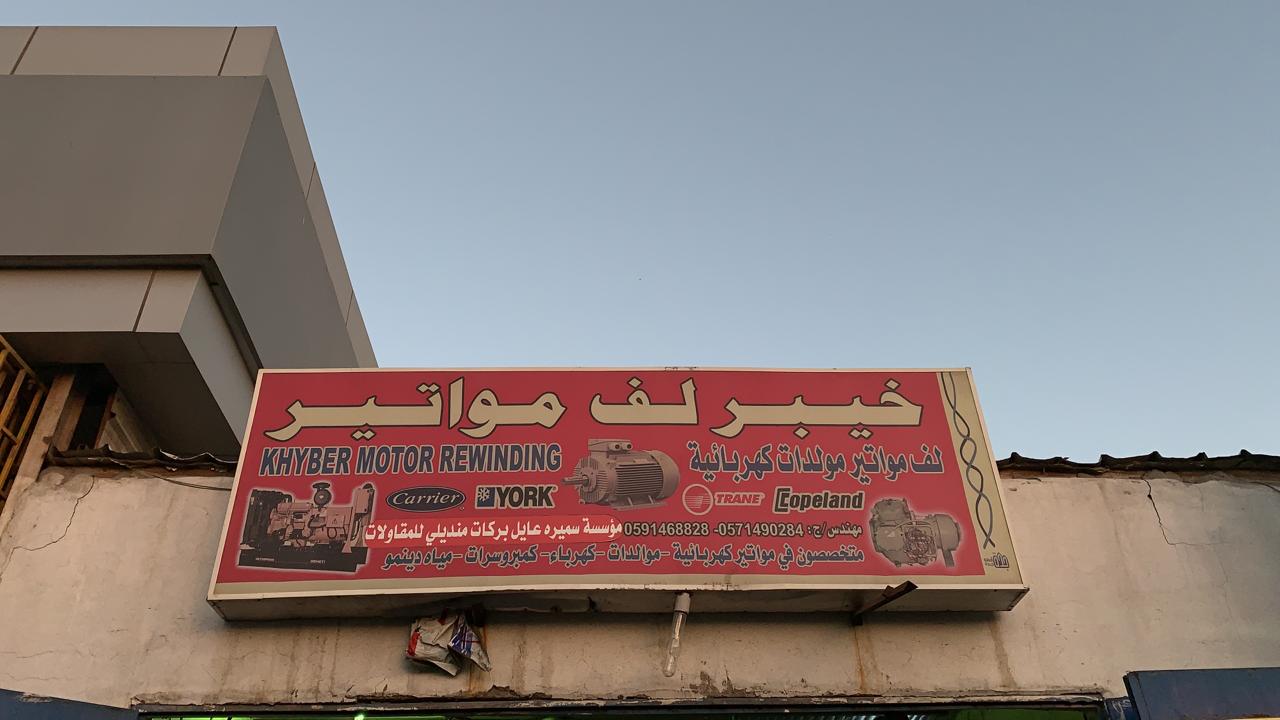 خيبر لف مواتير
KHYBER MOTOR REWINDING
لف مواتير مولدات كهربائية
Carrier YORK TRANE Copeland
مهندس /ج: 0571490284- 0591468828
مؤسسة سميره عايل بركات منديلي للمقاولات
متخصصون في مواتير كهربائية -موالدات -كهرباء- كمبروسرات -مياه دينمو